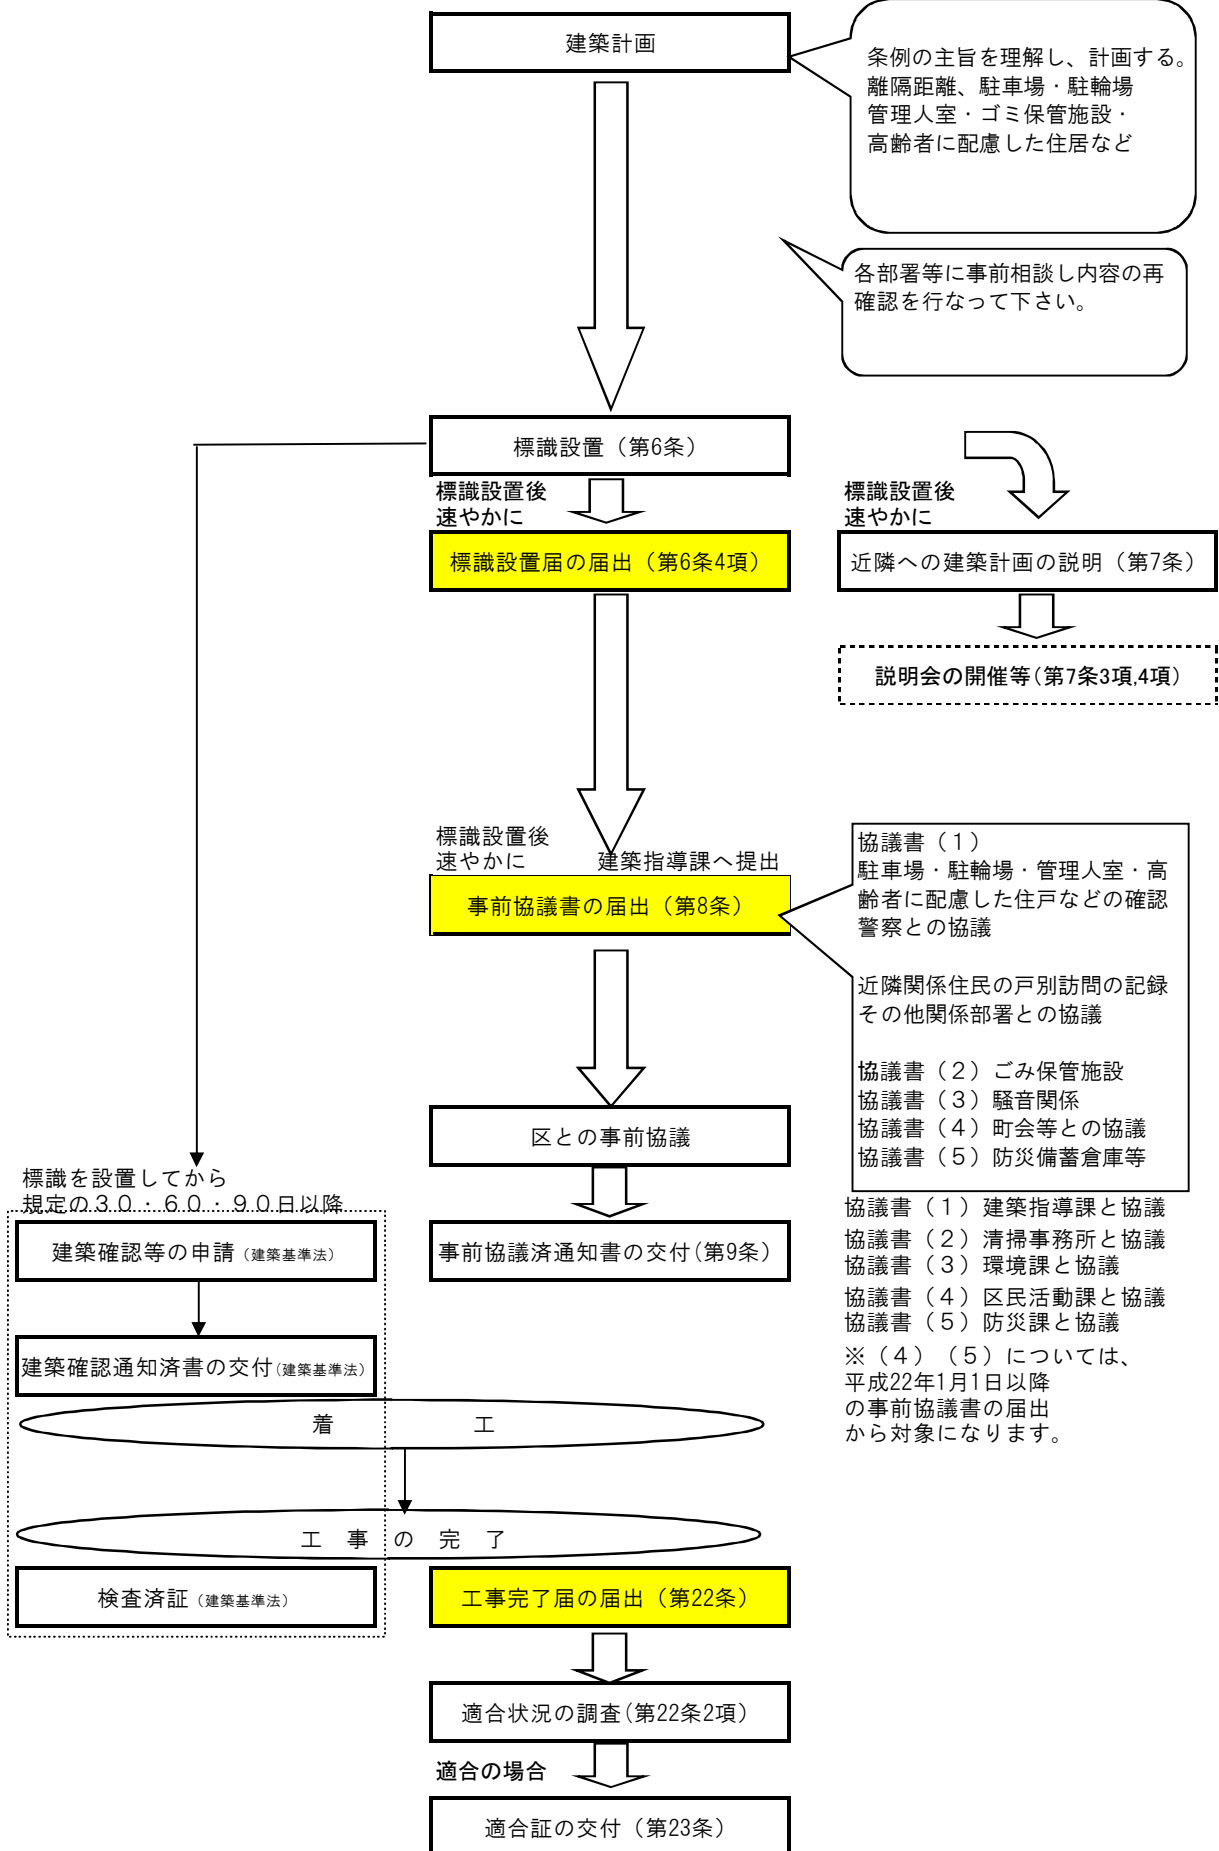 建築計画
条例の主旨を理解し、計画する。
離隔距離、駐車場・駐輪場
管理人室・ゴミ保管施設・
高齢者に配慮した住居など
各部署等に事前相談し内容の再
確認を行なって下さい。
標識設置（第6条）
標識設置後
速やかに
標識設置届の届出（第6条4項）
標識設置後
速やかに
近隣への建築計画の説明（第7条）
説明会の開催等(第7条3項,4項)
標識設置後
速やかに
建築指導課へ提出
事前協議書の届出（第8条）
協議書（１）
駐車場・駐輪場・管理人室・高
齢者に配慮した住戸などの確認
警察との協議
近隣関係住民の戸別訪問の記録
その他関係部署との協議
協議書（２）ごみ保管施設
協議書（３）騒音関係
協議書（４）町会等との協議
協議書（５）防災備蓄倉庫等
区との事前協議
事前協議済通知書の交付(第9条)
協議書（１）建築指導課と協議
協議書（２）清掃事務所と協議
協議書（３）環境課と協議
協議書（４）区民活動課と協議
協議書（５）防災課と協議
※（４）（５）については、
平成22年1月1日以降
の事前協議書の届出
から対象になります。
標識を設置してから
規定の３０・６０・９０日以降
建築確認等の申請（建築基準法）
建築確認通知済書の交付(建築基準法)
着　工
工 事 の 完 了
検査済証（建築基準法）
工事完了届の届出（第22条）
適合状況の調査(第22条2項)
適合の場合
適合証の交付（第23条）